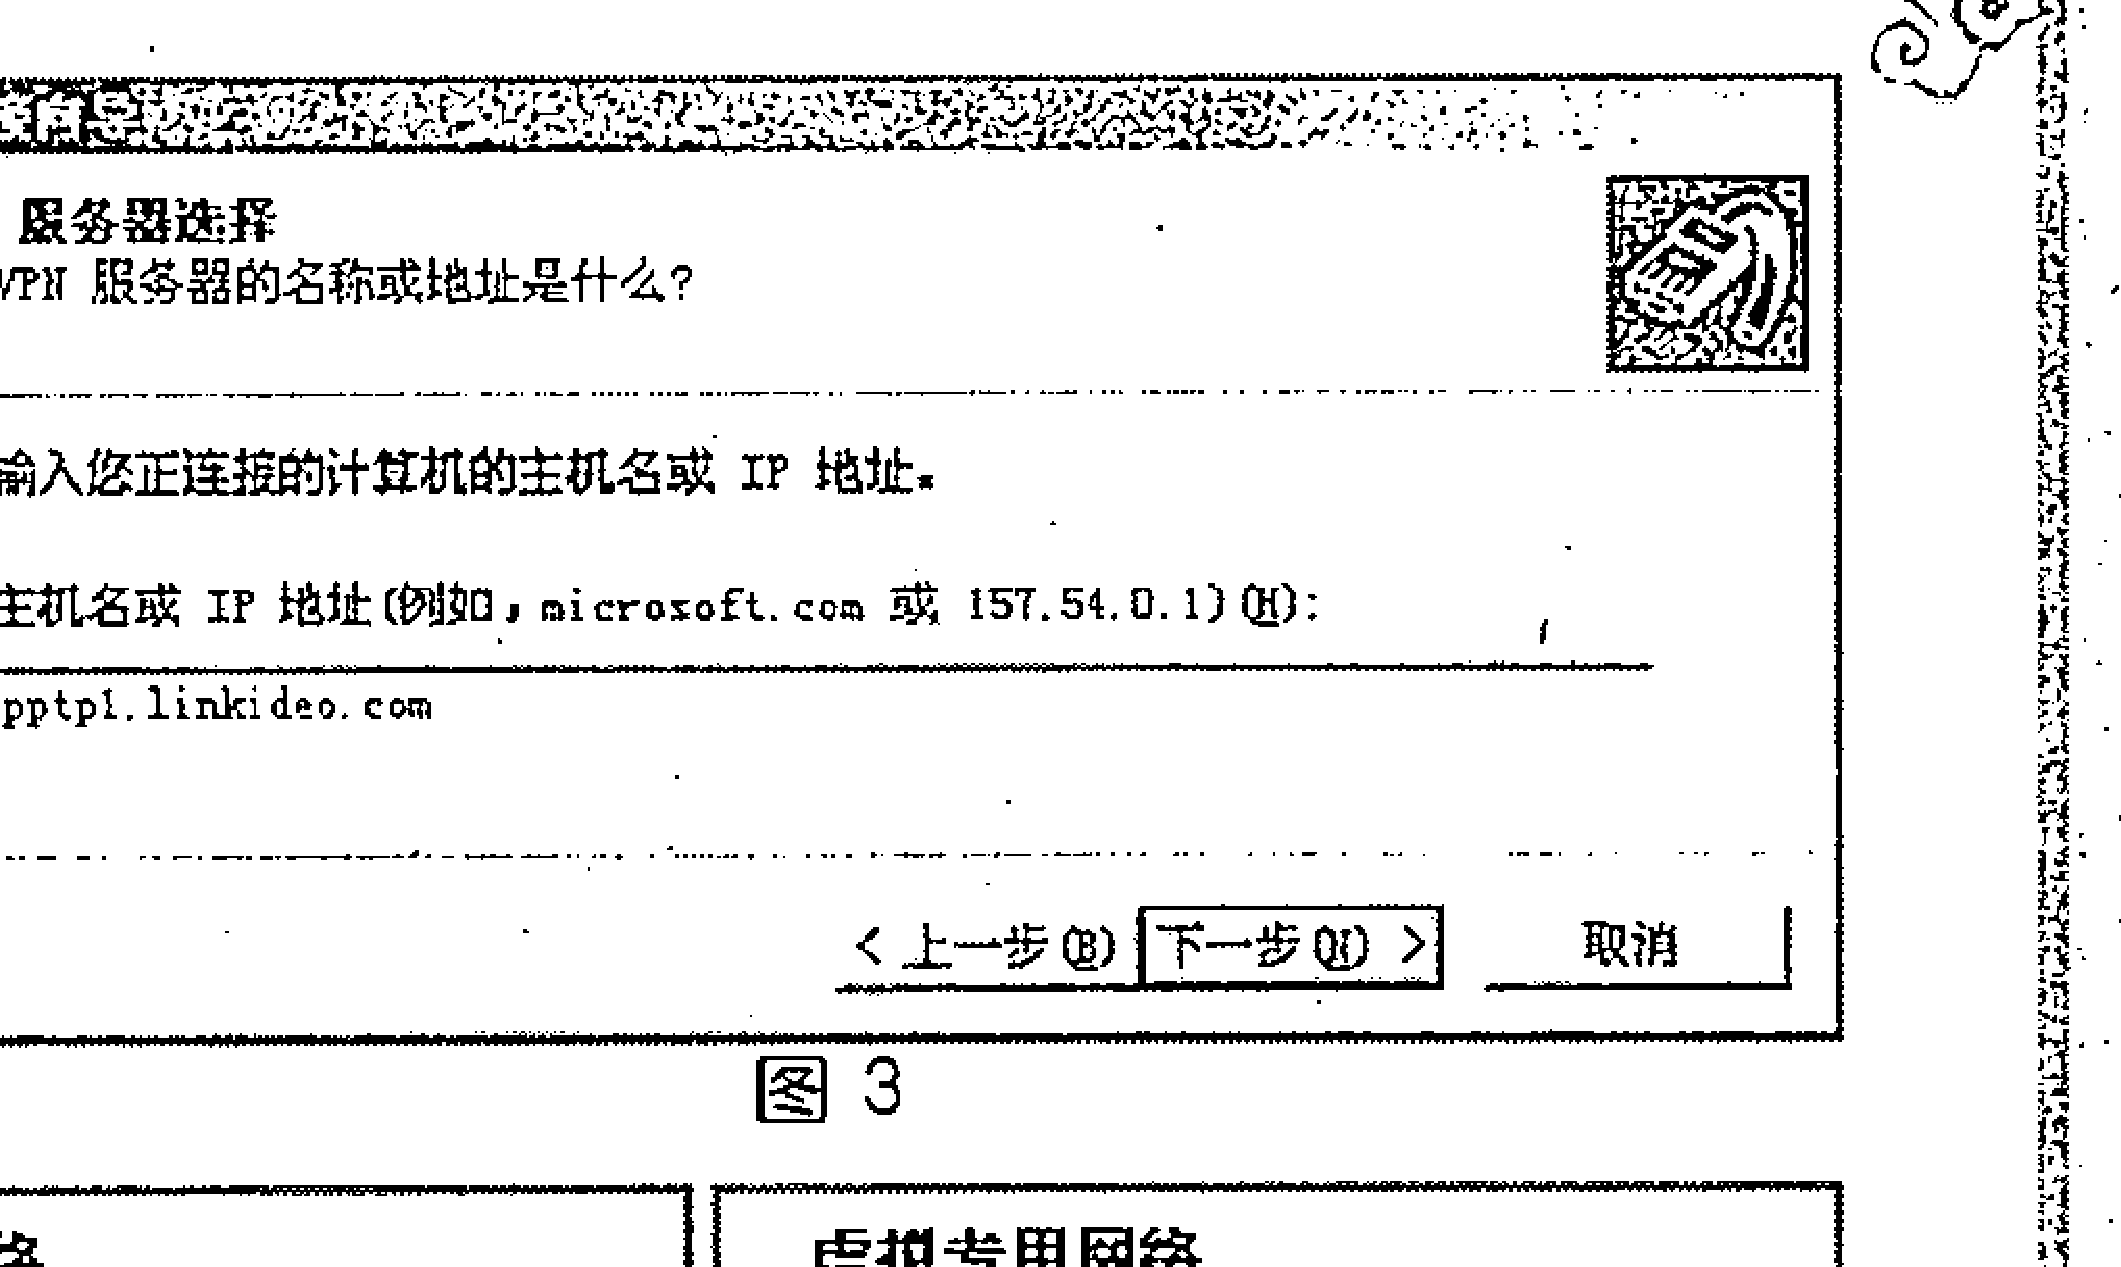 向导
服务器选择
VPN 服务器的名称或地址是什么?
输入您正连接的计算机的主机名或 IP 地址。
主机名或 IP 地址(例如，microsoft.com 或 157.54.0.1)(H):
pptp1.linkideo.com
< 上一步(B) 下一步(N) > 取消
图 3
络 虚拟专用网络